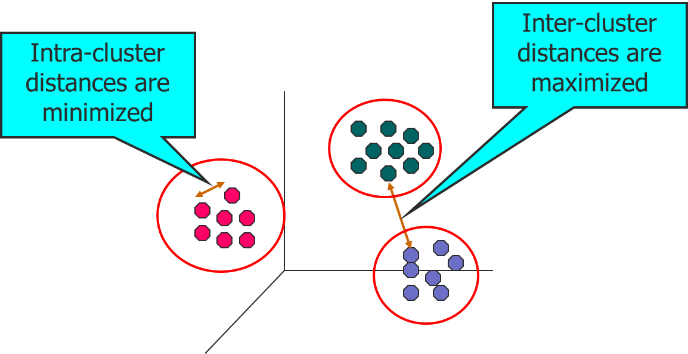 Intra-cluster
distances are
minimized
Inter-cluster
distances are
maximized